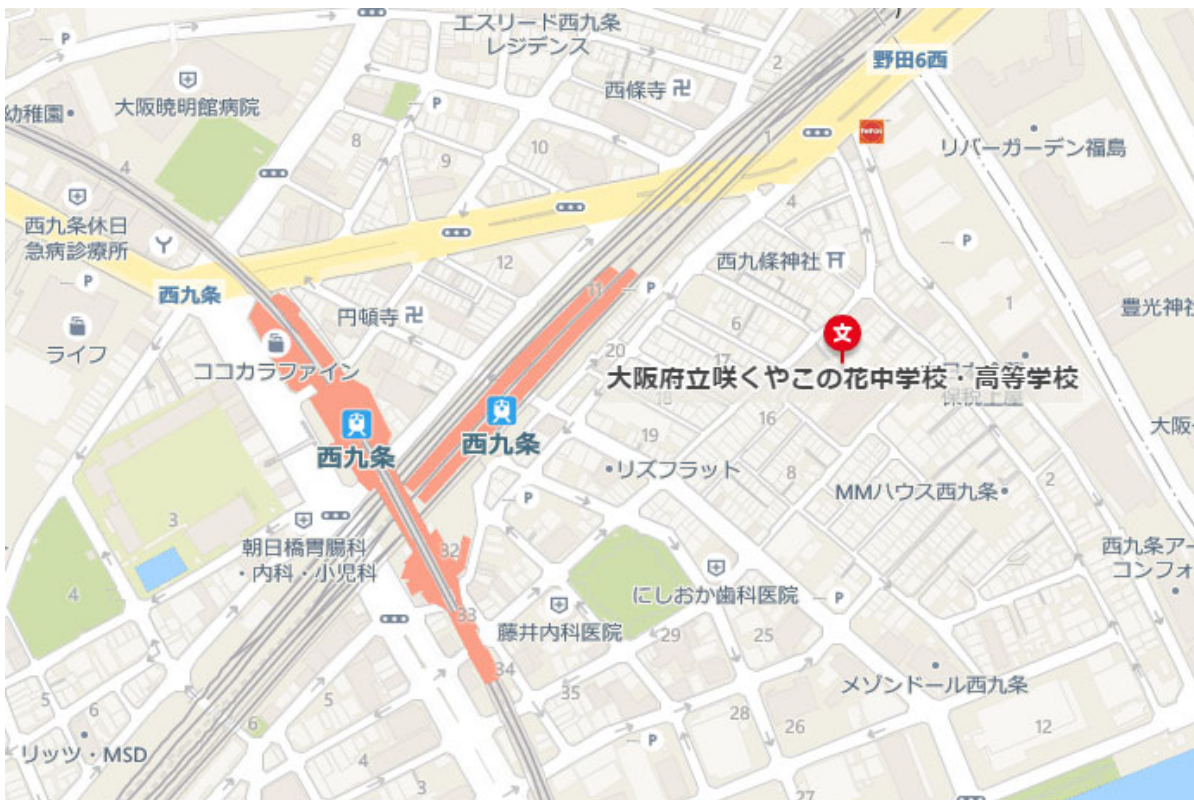 エスリード西九条
レジデンス
P
野田6西
2
西條寺
大阪暁明館病院
P
幼稚園
8
1
リバーガーデン福島
10
9
4
4
西九条休日
急病診療所
P
12
西九條神社
P
西九条
11
P
1
円頓寺
豊光神社
6
ライフ
20
ココカラファイン
17
大阪府立咲くやこの花中学校・高等学校
保税上屋
18
16
大阪
西九条
西九条
19
リズフラット
8
2
MMハウス西九条
P
3
朝日橋胃腸科
・内科・小児科
32
西九条アー
コンフォ
4
にしおか歯科医院
P
33
藤井内科医院
29
25
34
メゾンドール西九条
35
5
6
5
28
26
12
6
リッツ・MSD
P
4
3
27